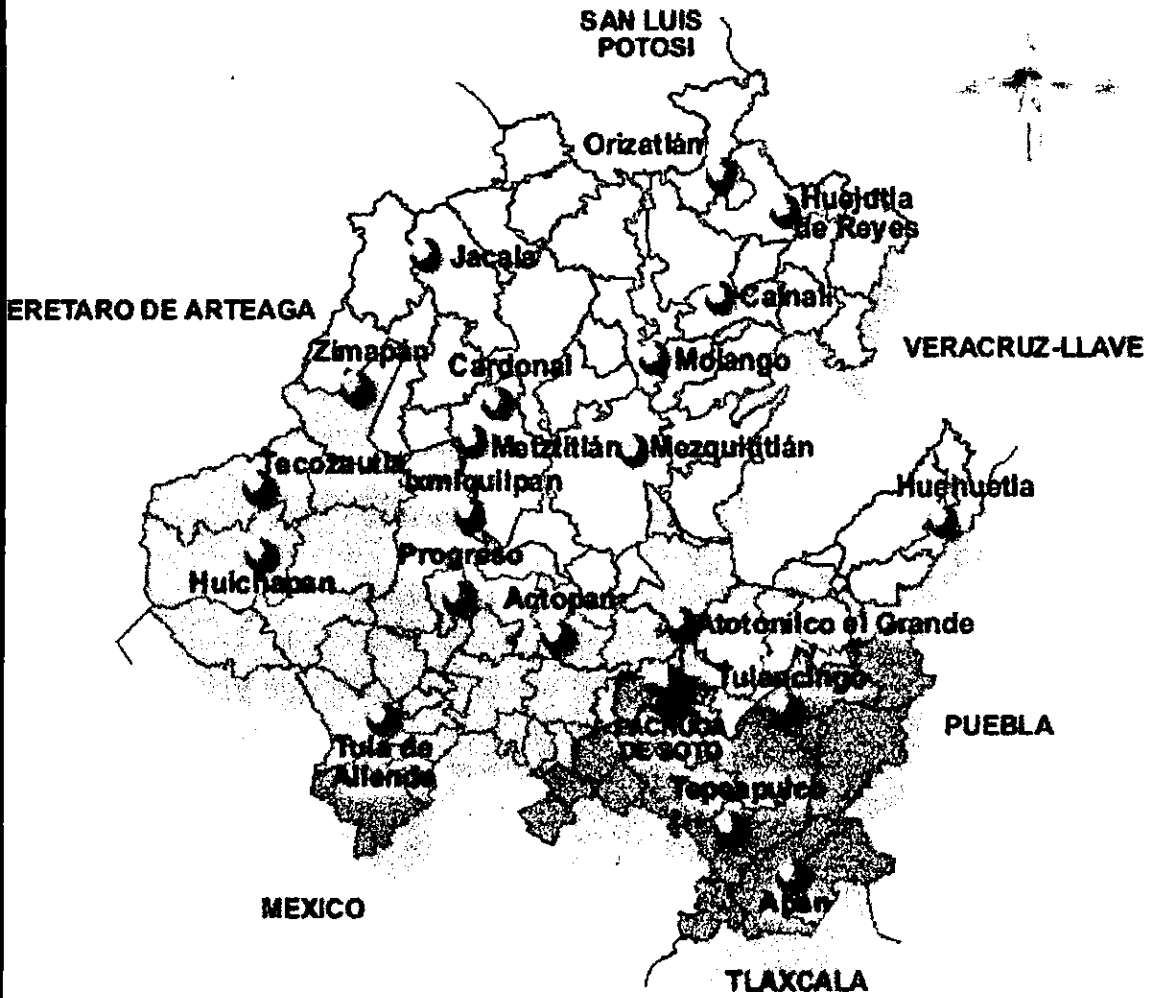 SAN LUIS
POTOSI
Orizatlán
Huejutla
de Reyes
Jacala
Calnali
ERETARO DE ARTEAGA
VERACRUZ-LLAVE
Zimapán
Cardonal
Molango
Metztitlán
Mezquititlán
Tecozautla
Ixmiquilpan
Huehuetla
Progreso
Huichapan
Actopan
Atotonilco el Grande
Tulancingo
PACHUCA
DE SOTO
PUEBLA
Tula de
Allende
Tepeapulco
Apan
MEXICO
TLAXCALA